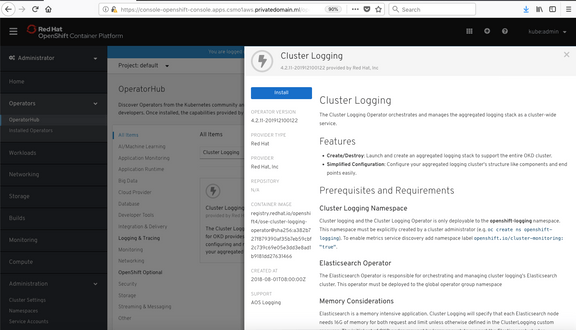 https://console-openshift-console.apps.csmo1aws.privatedomain.mi
90%
Search
Red Hat
OpenShift Container Platform
kube:admin
You are logged
Administrator
Home
Operators
OperatorHub
Installed Operators
Workloads
Networking
Storage
Builds
Monitoring
Compute
Administration
Cluster Settings
Namespaces
Project: default
OperatorHub
Discover Operators from the Kubernetes community a
developers. Once installed, the capabilities provided b
All Items
AI/Machine Learning
Application Monitoring
Application Runtime
Big Data
Cloud Provider
Database
Developer Tools
Integration & Delivery
Logging & Tracing
Monitoring
Networking
OpenShift Optional
Security
Storage
Streaming & Messaging
Other
All Items
Cluster Logging
Cluster Logging
The Cluster Logging Operator
for OKD provides
configuring and
of your aggregated
Cluster Logging
4.2.11-201912100122 provided by Red Hat, Inc.
Install
OPERATOR VERSION
4.2.11-201912100122
PROVIDER TYPE
Red Hat
PROVIDER
Red Hat, Inc
REPOSITORY
N/A
CONTAINER IMAGE
registry.redhat.io/openshi
ft4/ose-cluster-logging-
CREATED AT
2018-08-01T08:00:00Z
SUPPORT
AOS Logging
Cluster Logging
The Cluster Logging Operator orchestrates and manages the aggregated logging stack as a cluster-wide
service.
Features
• Create/Destroy: Launch and create an aggregated logging stack to support the entire OKD cluster.
• Simplified Configuration: Configure your aggregated logging cluster's structure like components and end
points easily.
Prerequisites and Requirements
Cluster Logging Namespace
Cluster logging and the Cluster Logging Operator is only deployable to the openshift-logging namespace.
This namespace must be explicitly created by a cluster administrator (e.g. oc create ns openshift-
logging). To enable metrics service discovery add namespace label openshift.io/cluster-monitoring:
"true".
Elasticsearch Operator
The Elasticsearch Operator is responsible for orchestrating and managing cluster logging's Elasticsearch
cluster. This operator must be deployed to the global operator group namespace
Memory Considerations
Elasticsearch is a memory intensive application. Cluster Logging will specify that each Elasticsearch node
needs 16G of memory for both request and limit unless otherwise defined in the ClusterLogging custom